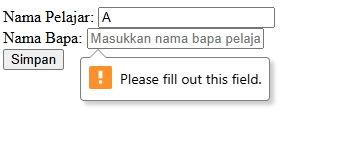 Nama Pelajar: A
Nama Bapa: Masukkan nama bapa pelaja
Simpan
Please fill out this field.